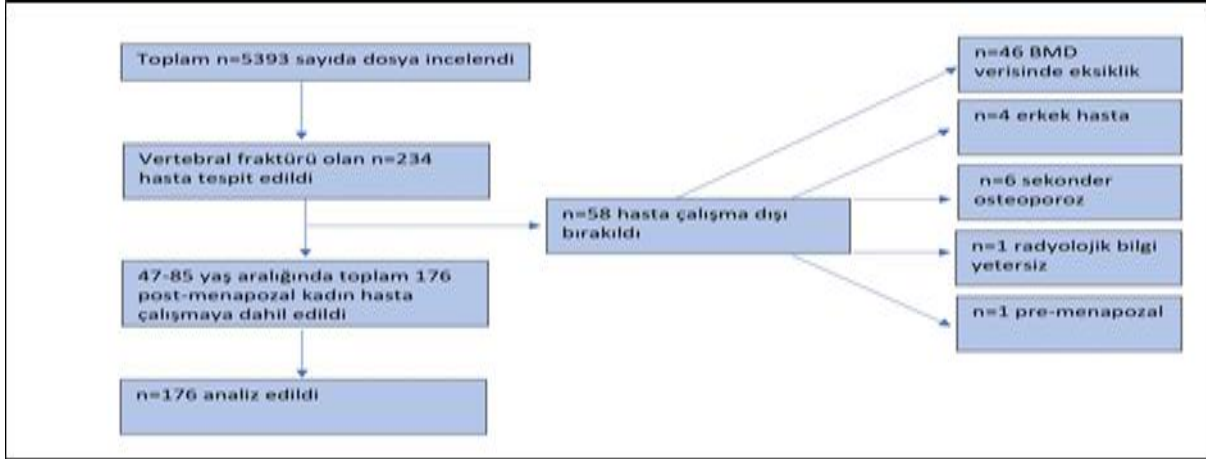 Toplam n=5393 sayıda dosya incelendi
Vertebral fraktürü olan n=234
hasta tespit edildi
47-85 yaş aralığında toplam 176
post-menapozal kadın hasta
çalışmaya dahil edildi
n=176 analiz edildi
n=58 hasta çalışma dışı
bırakıldı
n=46 BMD
verisinde eksiklik
n=4 erkek hasta
n=6 sekonder
osteoporoz
n=1 radyolojik bilgi
yetersiz
n=1 pre-menapozal